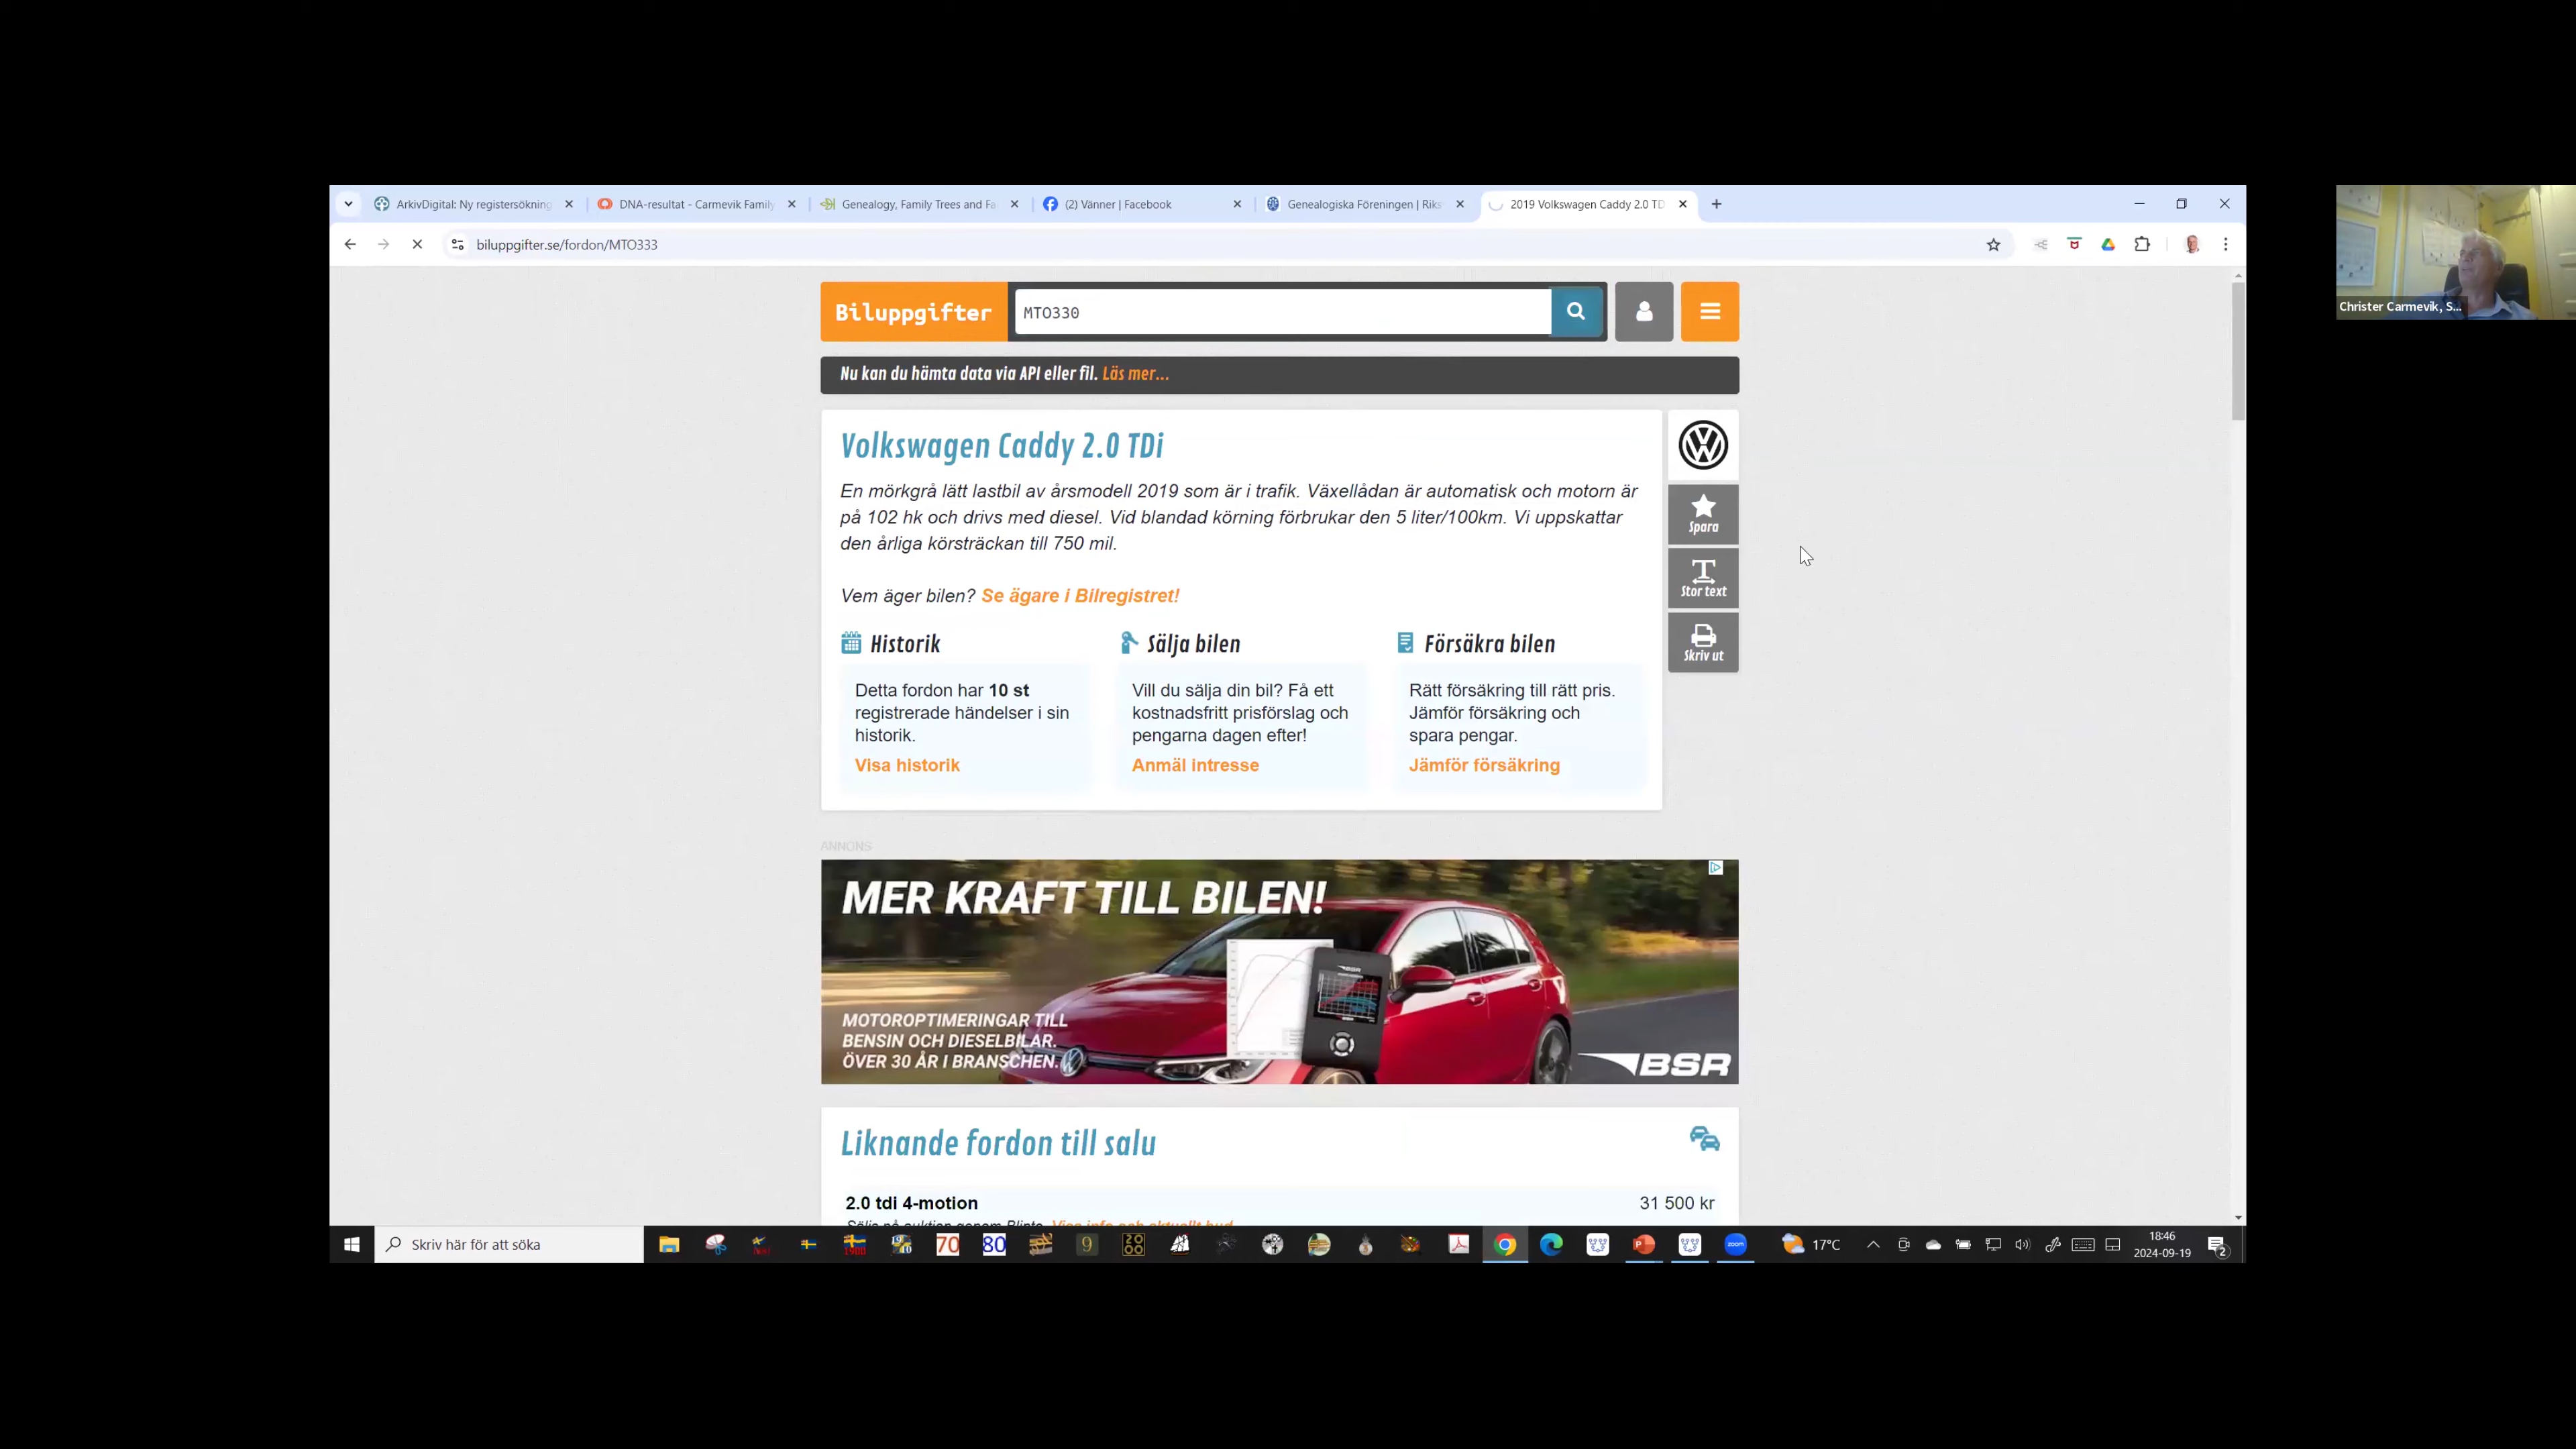 ArkivDigital: Ny registersökning
DNA-resultat - Carmevik Family
Genealogy, Family Trees and Fa
(2) Vänner | Facebook
Genealogiska Föreningen | Riks
2019 Volkswagen Caddy 2.0 TD
biluppgifter.se/fordon/MTO333
Biluppgifter
MTO330
Nu kan du hämta data via API eller fil. Läs mer...
Volkswagen Caddy 2.0 TDi
En mörkgrå lätt lastbil av årsmodell 2019 som är i trafik. Växellådan är automatisk och motorn är
på 102 hk och drivs med diesel. Vid blandad körning förbrukar den 5 liter/100km. Vi uppskattar
den årliga körsträckan till 750 mil.
Vem äger bilen? Se ägare i Bilregistret!
Spara
Stor text
Skriv ut
Historik
Detta fordon har 10 st
registrerade händelser i sin
historik.
Visa historik
Sälja bilen
Vill du sälja din bil? Få ett
kostnadsfritt prisförslag och
pengarna dagen efter!
Anmäl intresse
Försäkra bilen
Rätt försäkring till rätt pris.
Jämför försäkring och
spara pengar.
Jämför försäkring
ANNONS
MER KRAFT TILL BILEN!
MOTOROPTIMERINGAR TILL
BENSIN OCH DIESELBILAR.
ÖVER 30 ÅR I BRANSCHEN.
BSR
Liknande fordon till salu
2.0 tdi 4-motion 31 500 kr
Skriv här för att söka
70
80
9
17°C
18:46
2024-09-19
2
Christer Carmevik, S...